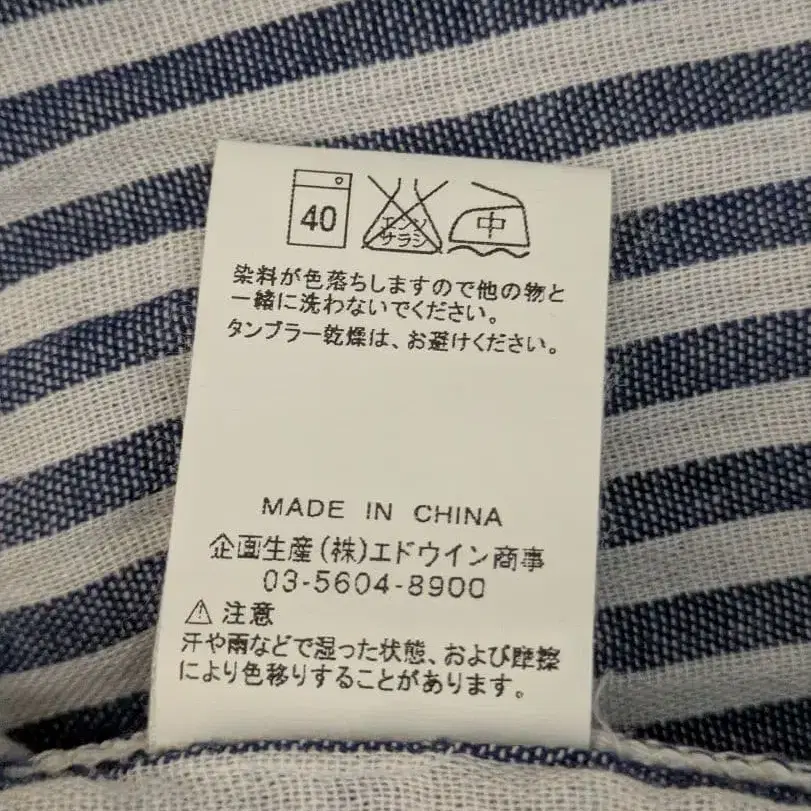 40
エンソ
サラシ
中
染料が色落ちしますので他の物と
一緒に洗わないでください。
タンブラー乾燥は、お避けください。
MADE IN CHINA
企画生産(株)エドウイン商事
03-5604-8900
⚠ 注意
汗や雨などで湿った状態、および摩擦
により色移りすることがあります。